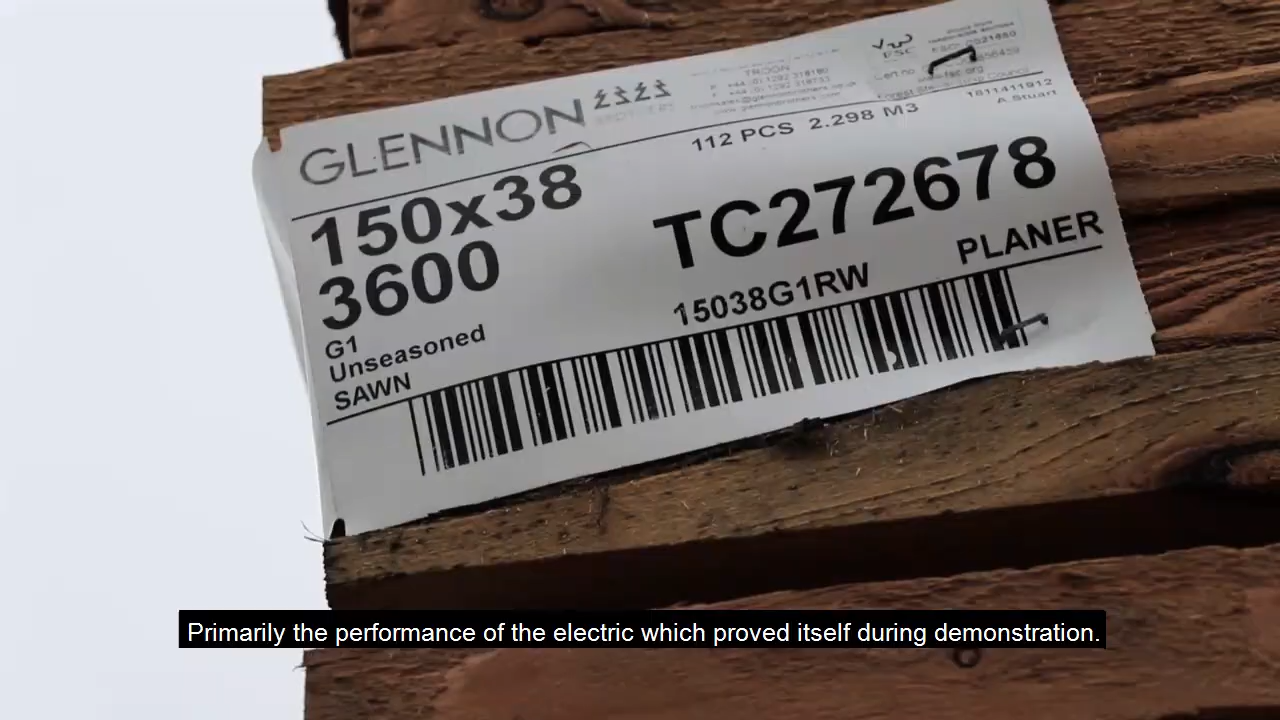 GLENNON
BROTHERS
TROON
FSC
112 PCS 2.298 M3
1811411912
A Stuart
150x38
3600
TC272678
G1
Unseasoned
SAWN
15038G1RW
PLANER
Primarily the performance of the electric which proved itself during demonstration.